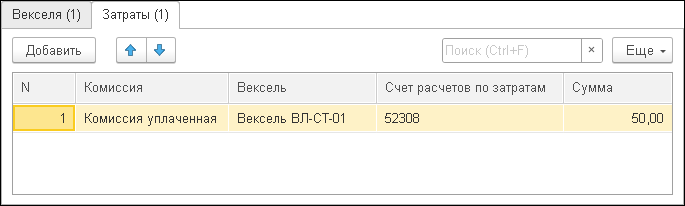 Векселя (1) Затраты (1)
Добавить Поиск (Ctrl+F) × Еще
N Комиссия Вексель Счет расчетов по затратам Сумма
1 Комиссия уплаченная Вексель ВЛ-СТ-01 52308 50,00